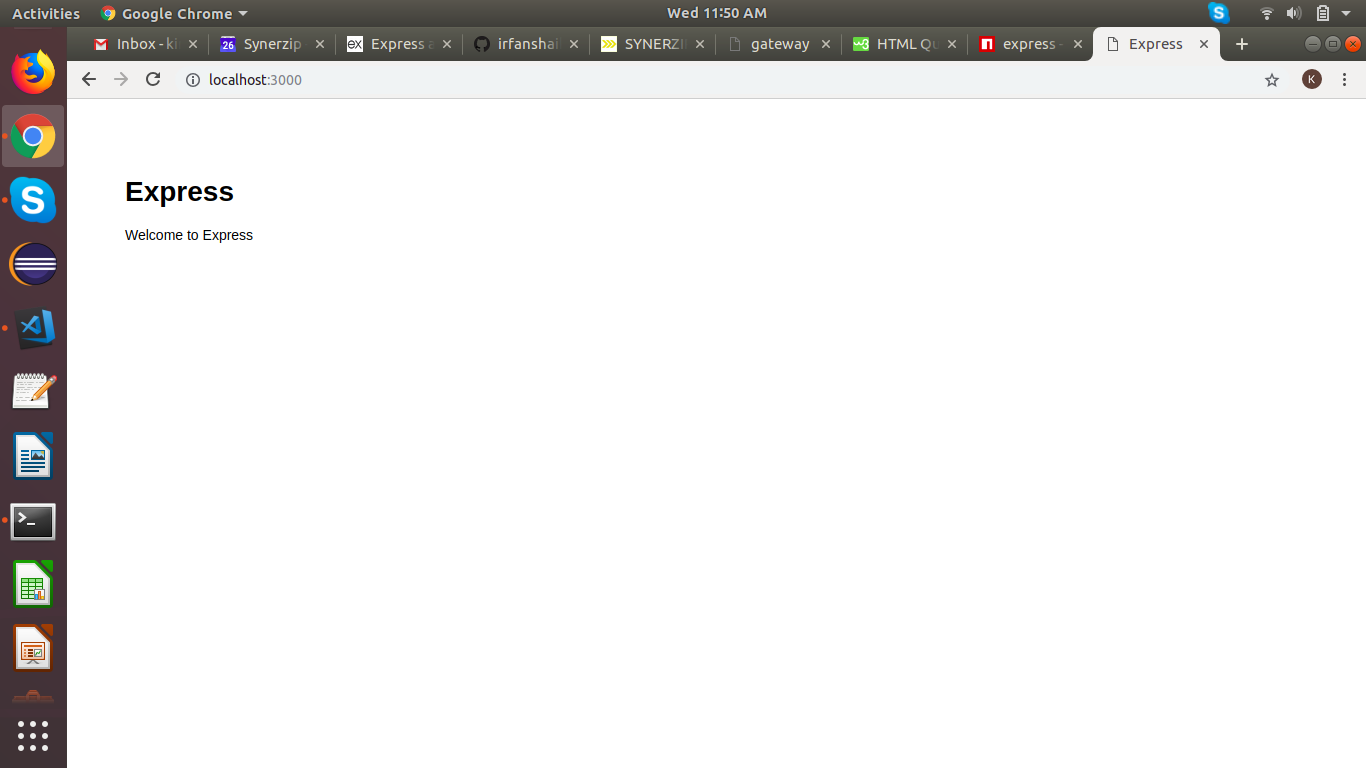 Activities Google Chrome Wed 11:50 AM
Inbox - ki 26 Synerzip ex Express a irfanshai SYNERZI gateway HTML Qu express - Express
localhost:3000 K
Express
Welcome to Express